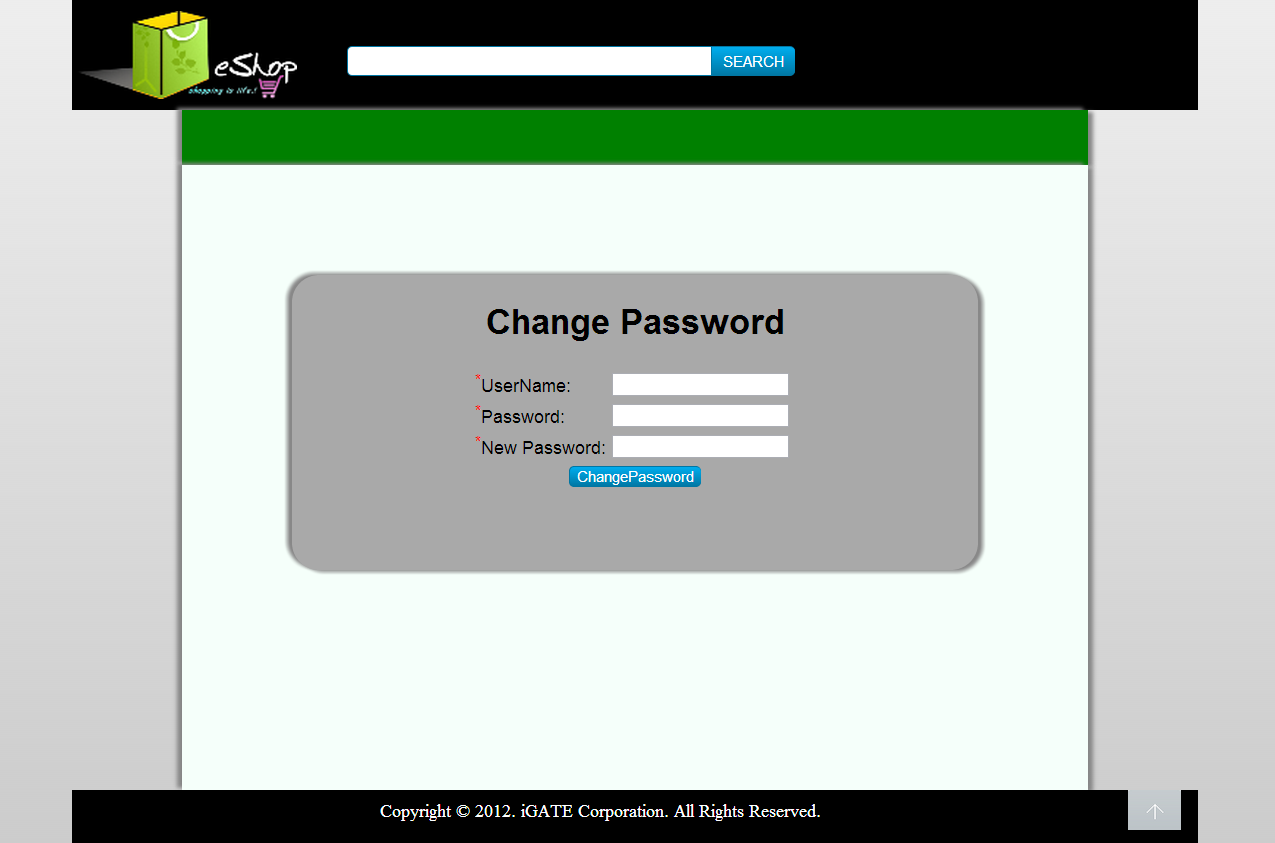 eShop
shopping is life!
SEARCH
Change Password
*UserName:
*Password:
*New Password:
ChangePassword
Copyright © 2012. iGATE Corporation. All Rights Reserved.